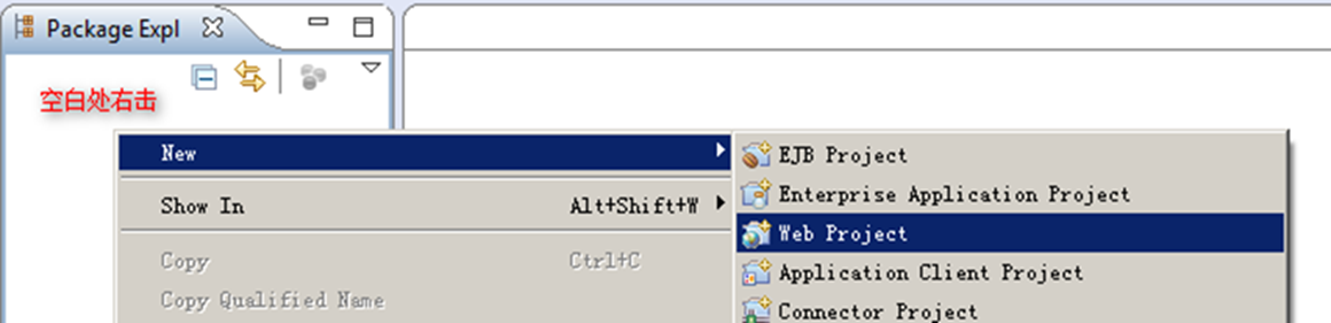 Package Expl
空白处右击
New
Show In Alt+Shift+W
Copy Ctrl+C
Copy Qualified Name
EJB Project
Enterprise Application Project
Web Project
Application Client Project
Connector Project